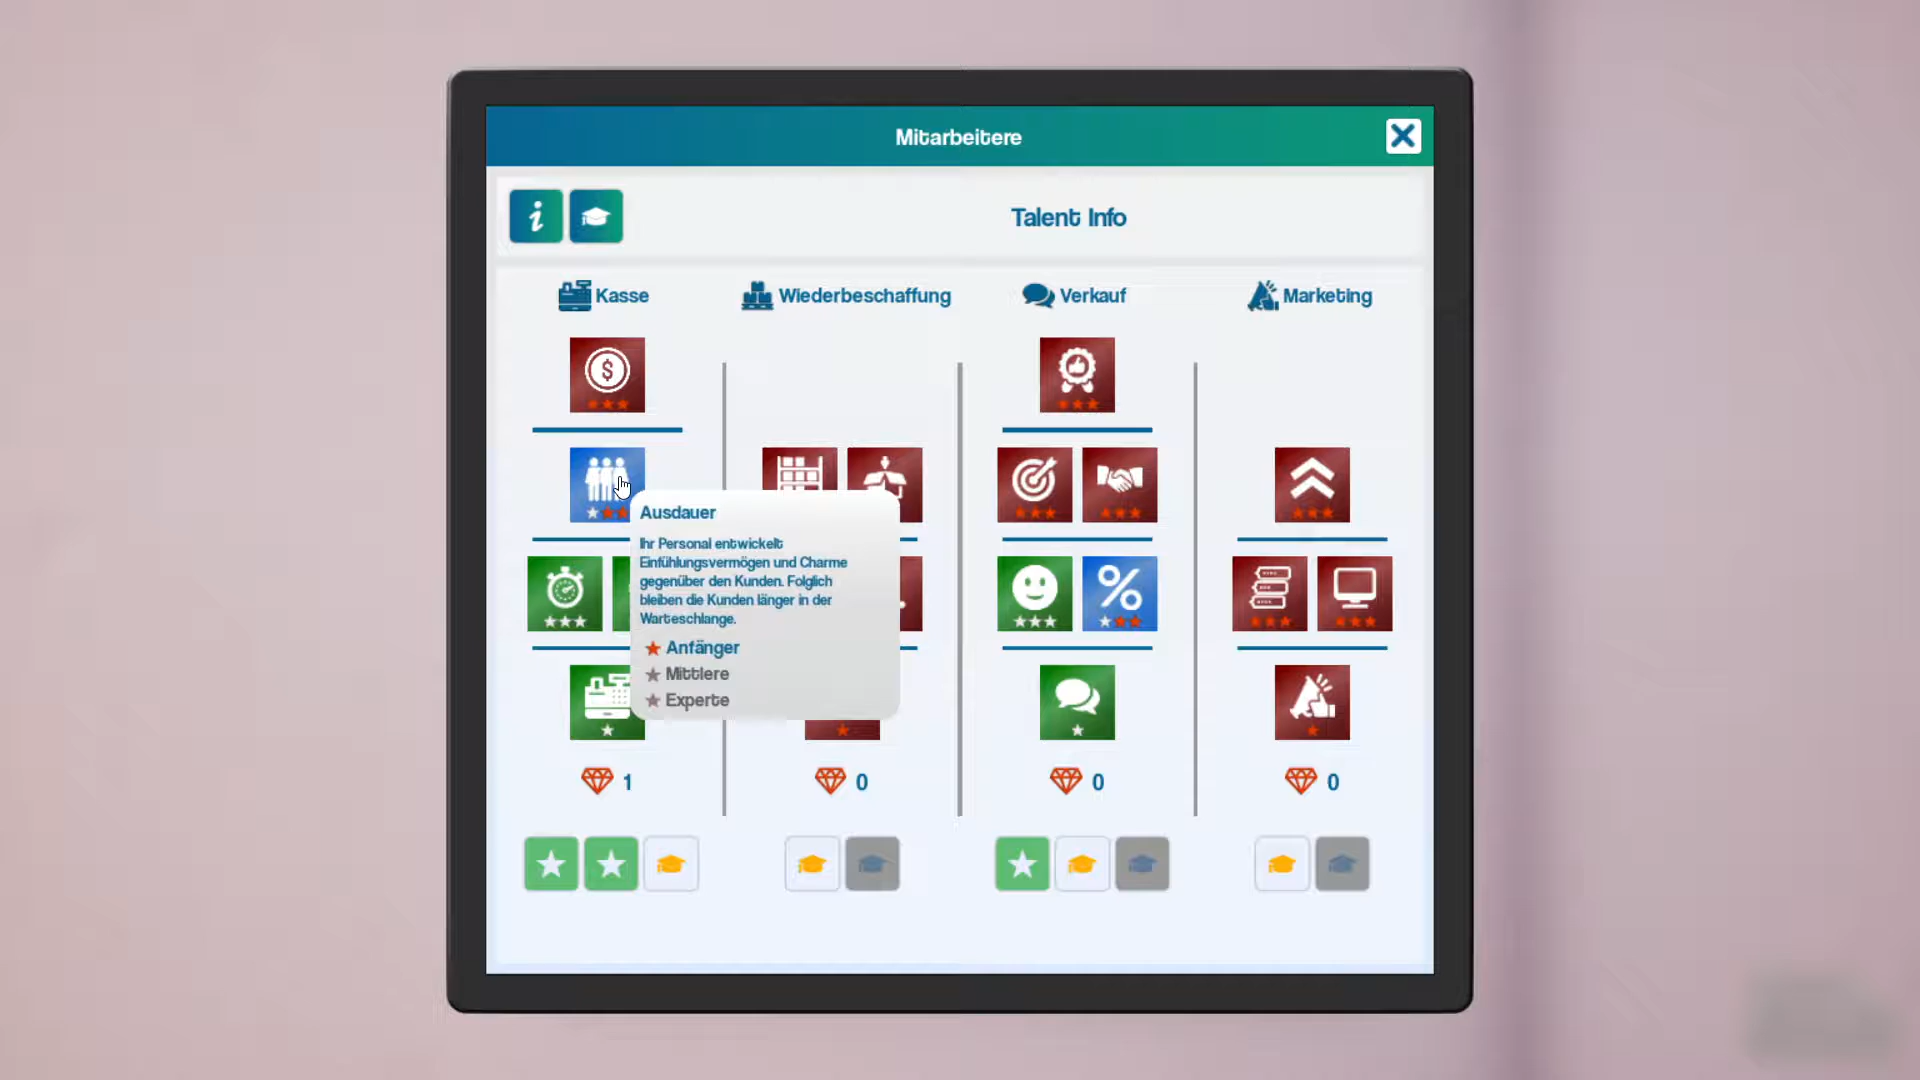 Mitarbeitere
Talent Info
Kasse
Wiederbeschaffung
Verkauf
Marketing
Ausdauer
Ihr Personal entwickelt
Einfühlungsvermögen und Charme
gegenüber den Kunden. Folglich
bleiben die Kunden länger in der
Warteschlange.
Anfänger
Mittlere
Experte
1
0
0
0